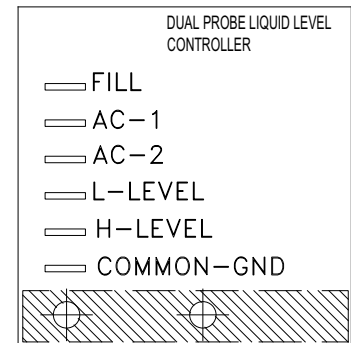 DUAL PROBE LIQUID LEVEL
CONTROLLER
FILL
AC-1
AC-2
L-LEVEL
H-LEVEL
COMMON-GND